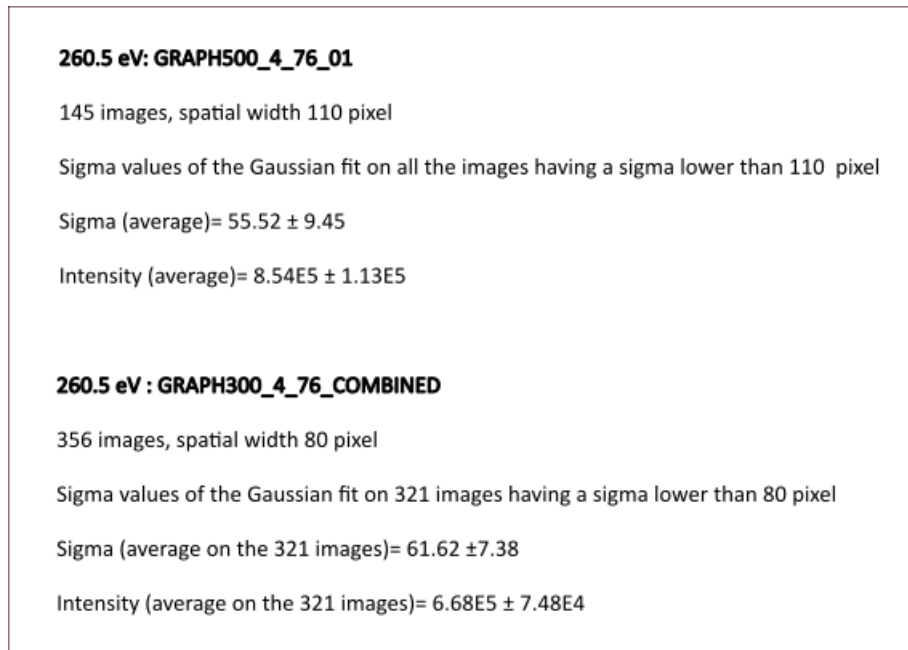 260.5 eV: GRAPH500_4_76_01
145 images, spatial width 110 pixel
Sigma values of the Gaussian fit on all the images having a sigma lower than 110  pixel
Sigma (average)= 55.52 ± 9.45
Intensity (average)= 8.54E5 ± 1.13E5
260.5 eV : GRAPH300_4_76_COMBINED
356 images, spatial width 80 pixel
Sigma values of the Gaussian fit on 321 images having a sigma lower than 80 pixel
Sigma (average on the 321 images)= 61.62 ±7.38
Intensity (average on the 321 images)= 6.68E5 ± 7.48E4